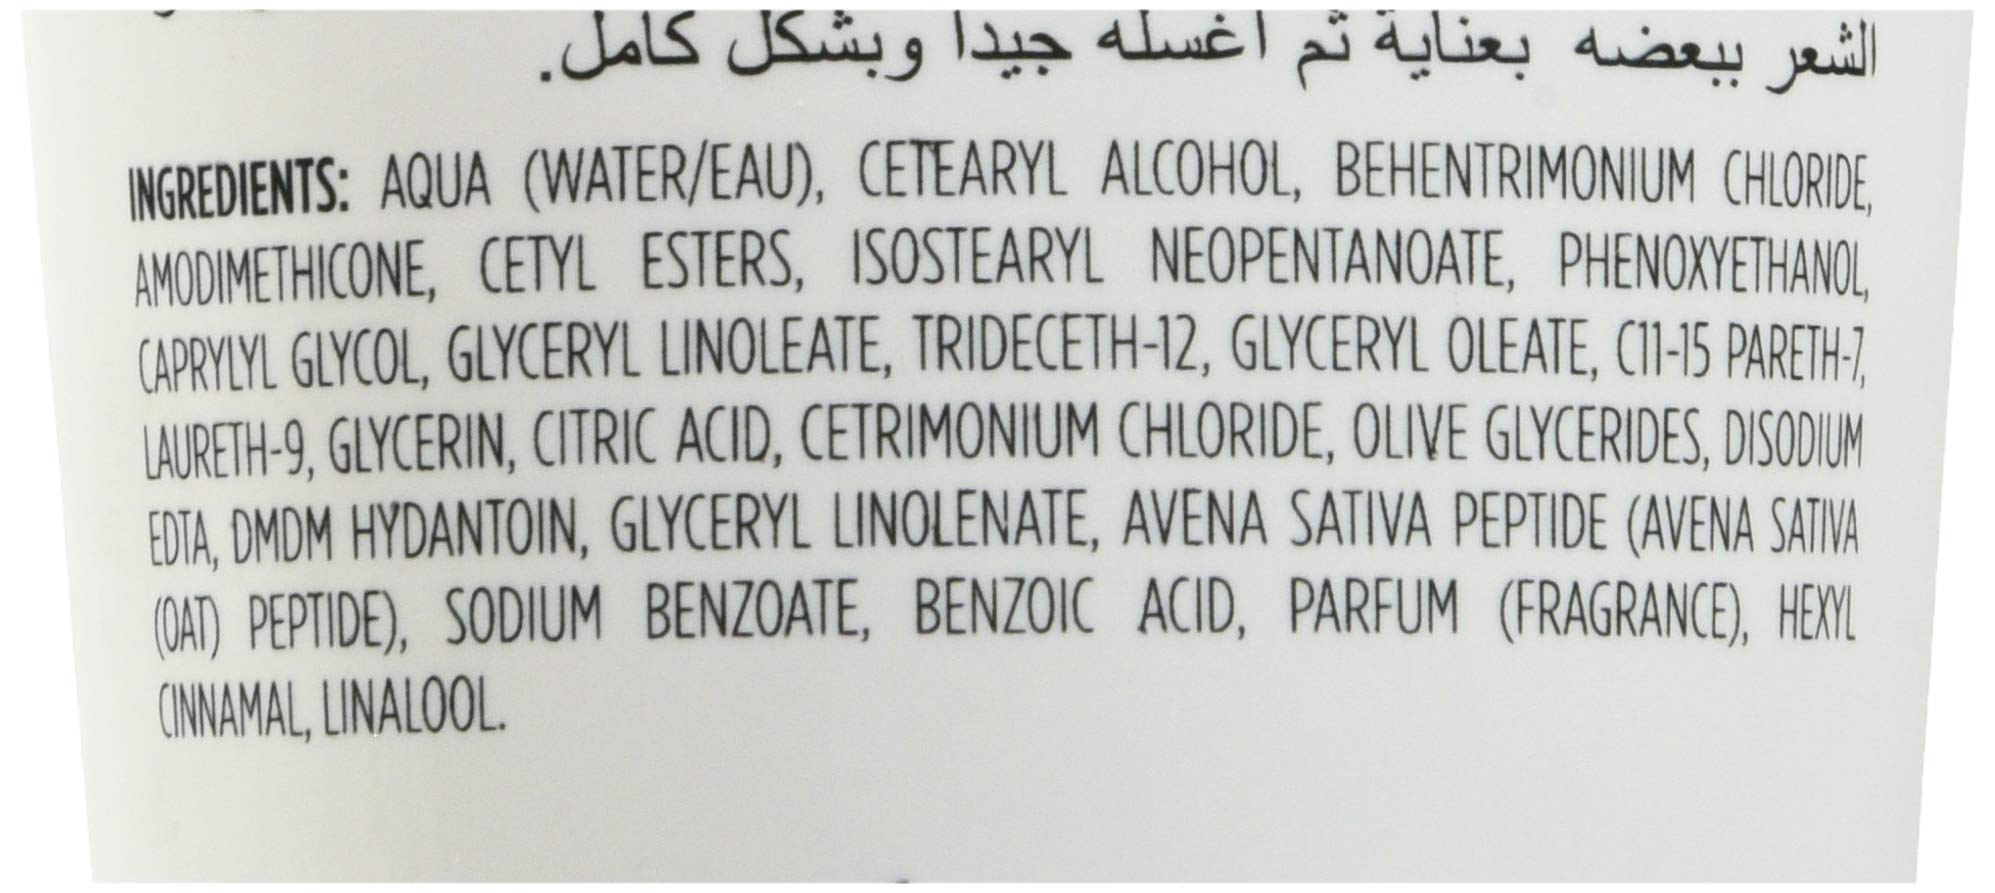 الشعر ببعضه بعناية ثم اغسله جيداً وبشكل كامل.
INGREDIENTS: AQUA (WATER/EAU), CETEARYL ALCOHOL, BEHENTRIMONIUM CHLORIDE,
AMODIMETHICONE, CETYL ESTERS, ISOSTEARYL NEOPENTANOATE, PHENOXYETHANOL,
CAPRYLYL GLYCOL, GLYCERYL LINOLEATE, TRIDECETH-12, GLYCERYL OLEATE, C11-15 PARETH-7,
LAURETH-9, GLYCERIN, CITRIC ACID, CETRIMONIUM CHLORIDE, OLIVE GLYCERIDES, DISODIUM
EDTA, DMDM HYDANTOIN, GLYCERYL LINOLENATE, AVENA SATIVA PEPTIDE (AVENA SATIVA
(OAT) PEPTIDE), SODIUM BENZOATE, BENZOIC ACID, PARFUM (FRAGRANCE), HEXYL
CINNAMAL, LINALOOL.